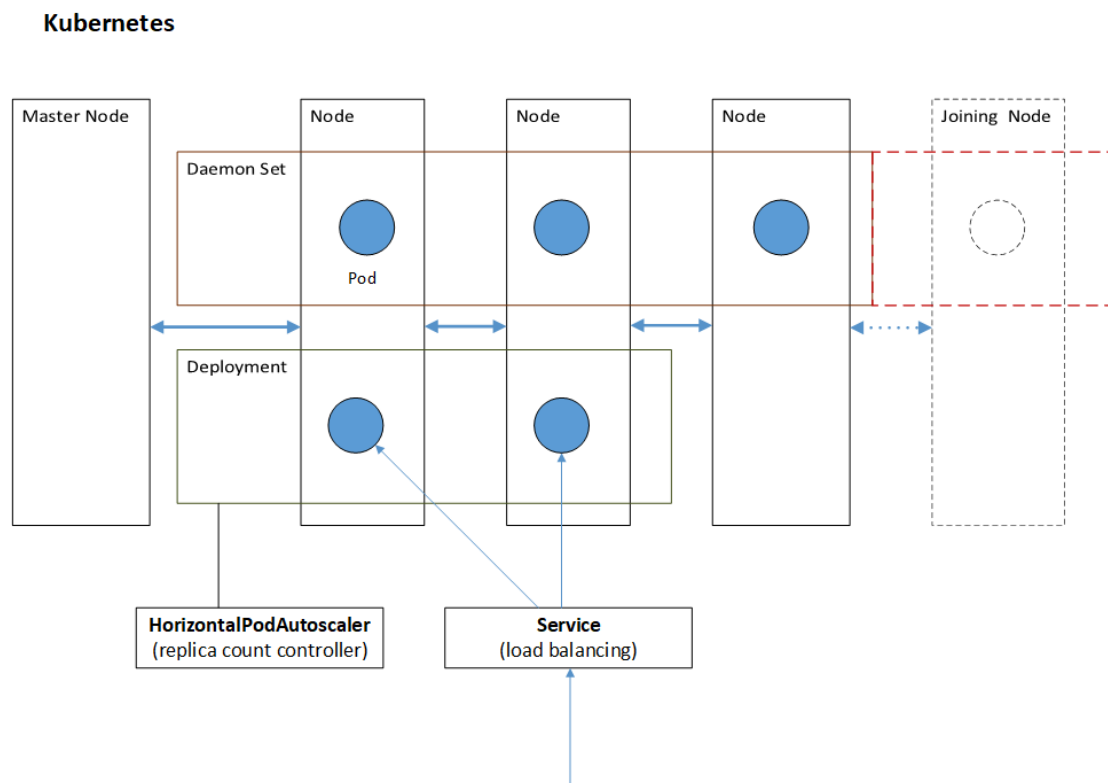 Kubernetes
Master Node
Node
Node
Node
Joining Node
Daemon Set
Pod
Deployment
HorizontalPodAutoscaler
(replica count controller)
Service
(load balancing)